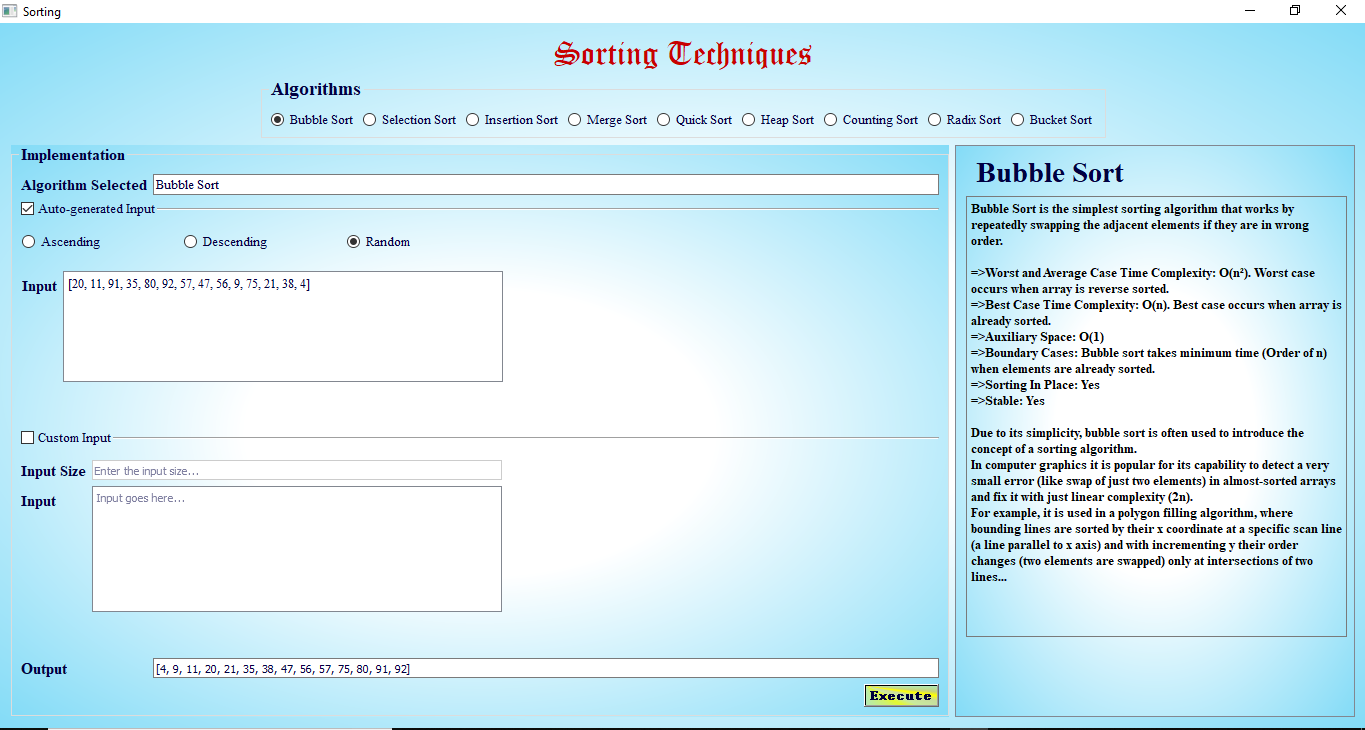 Sorting
Sorting Techniques
Algorithms
Bubble Sort Selection Sort Insertion Sort Merge Sort Quick Sort Heap Sort Counting Sort Radix Sort Bucket Sort
Implementation
Algorithm Selected Bubble Sort
Auto-generated Input
Ascending Descending Random
Input [20, 11, 91, 35, 80, 92, 57, 47, 56, 9, 75, 21, 38, 4]
Custom Input
Input Size Enter the input size...
Input Input goes here...
Output [4, 9, 11, 20, 21, 35, 38, 47, 56, 57, 75, 80, 91, 92]
Execute
Bubble Sort
Bubble Sort is the simplest sorting algorithm that works by
repeatedly swapping the adjacent elements if they are in wrong
order.
=>Worst and Average Case Time Complexity: O(n²). Worst case
occurs when array is reverse sorted.
=>Best Case Time Complexity: O(n). Best case occurs when array is
already sorted.
=>Auxiliary Space: O(1)
=>Boundary Cases: Bubble sort takes minimum time (Order of n)
when elements are already sorted.
=>Sorting In Place: Yes
=>Stable: Yes
Due to its simplicity, bubble sort is often used to introduce the
concept of a sorting algorithm.
In computer graphics it is popular for its capability to detect a very
small error (like swap of just two elements) in almost-sorted arrays
and fix it with just linear complexity (2n).
For example, it is used in a polygon filling algorithm, where
bounding lines are sorted by their x coordinate at a specific scan line
(a line parallel to x axis) and with incrementing y their order
changes (two elements are swapped) only at intersections of two
lines...